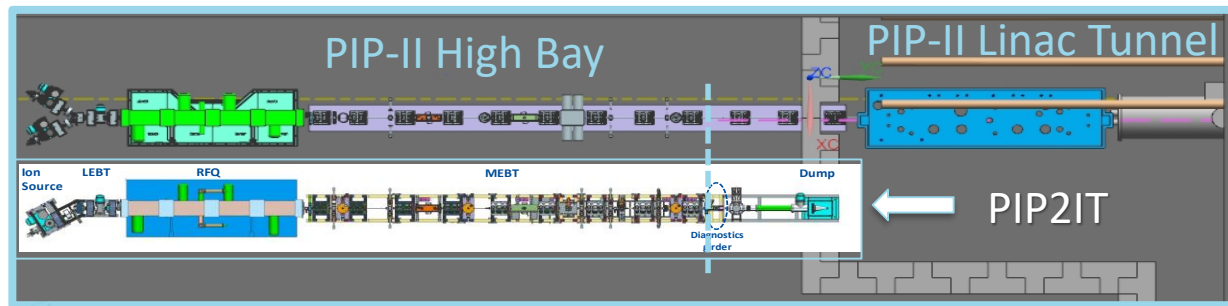 PIP-II High Bay
PIP-II Linac Tunnel
ZC
XC
Ion
Source
LEBT
RFQ
MEBT
Dump
Diagnostics
girder
PIP2IT